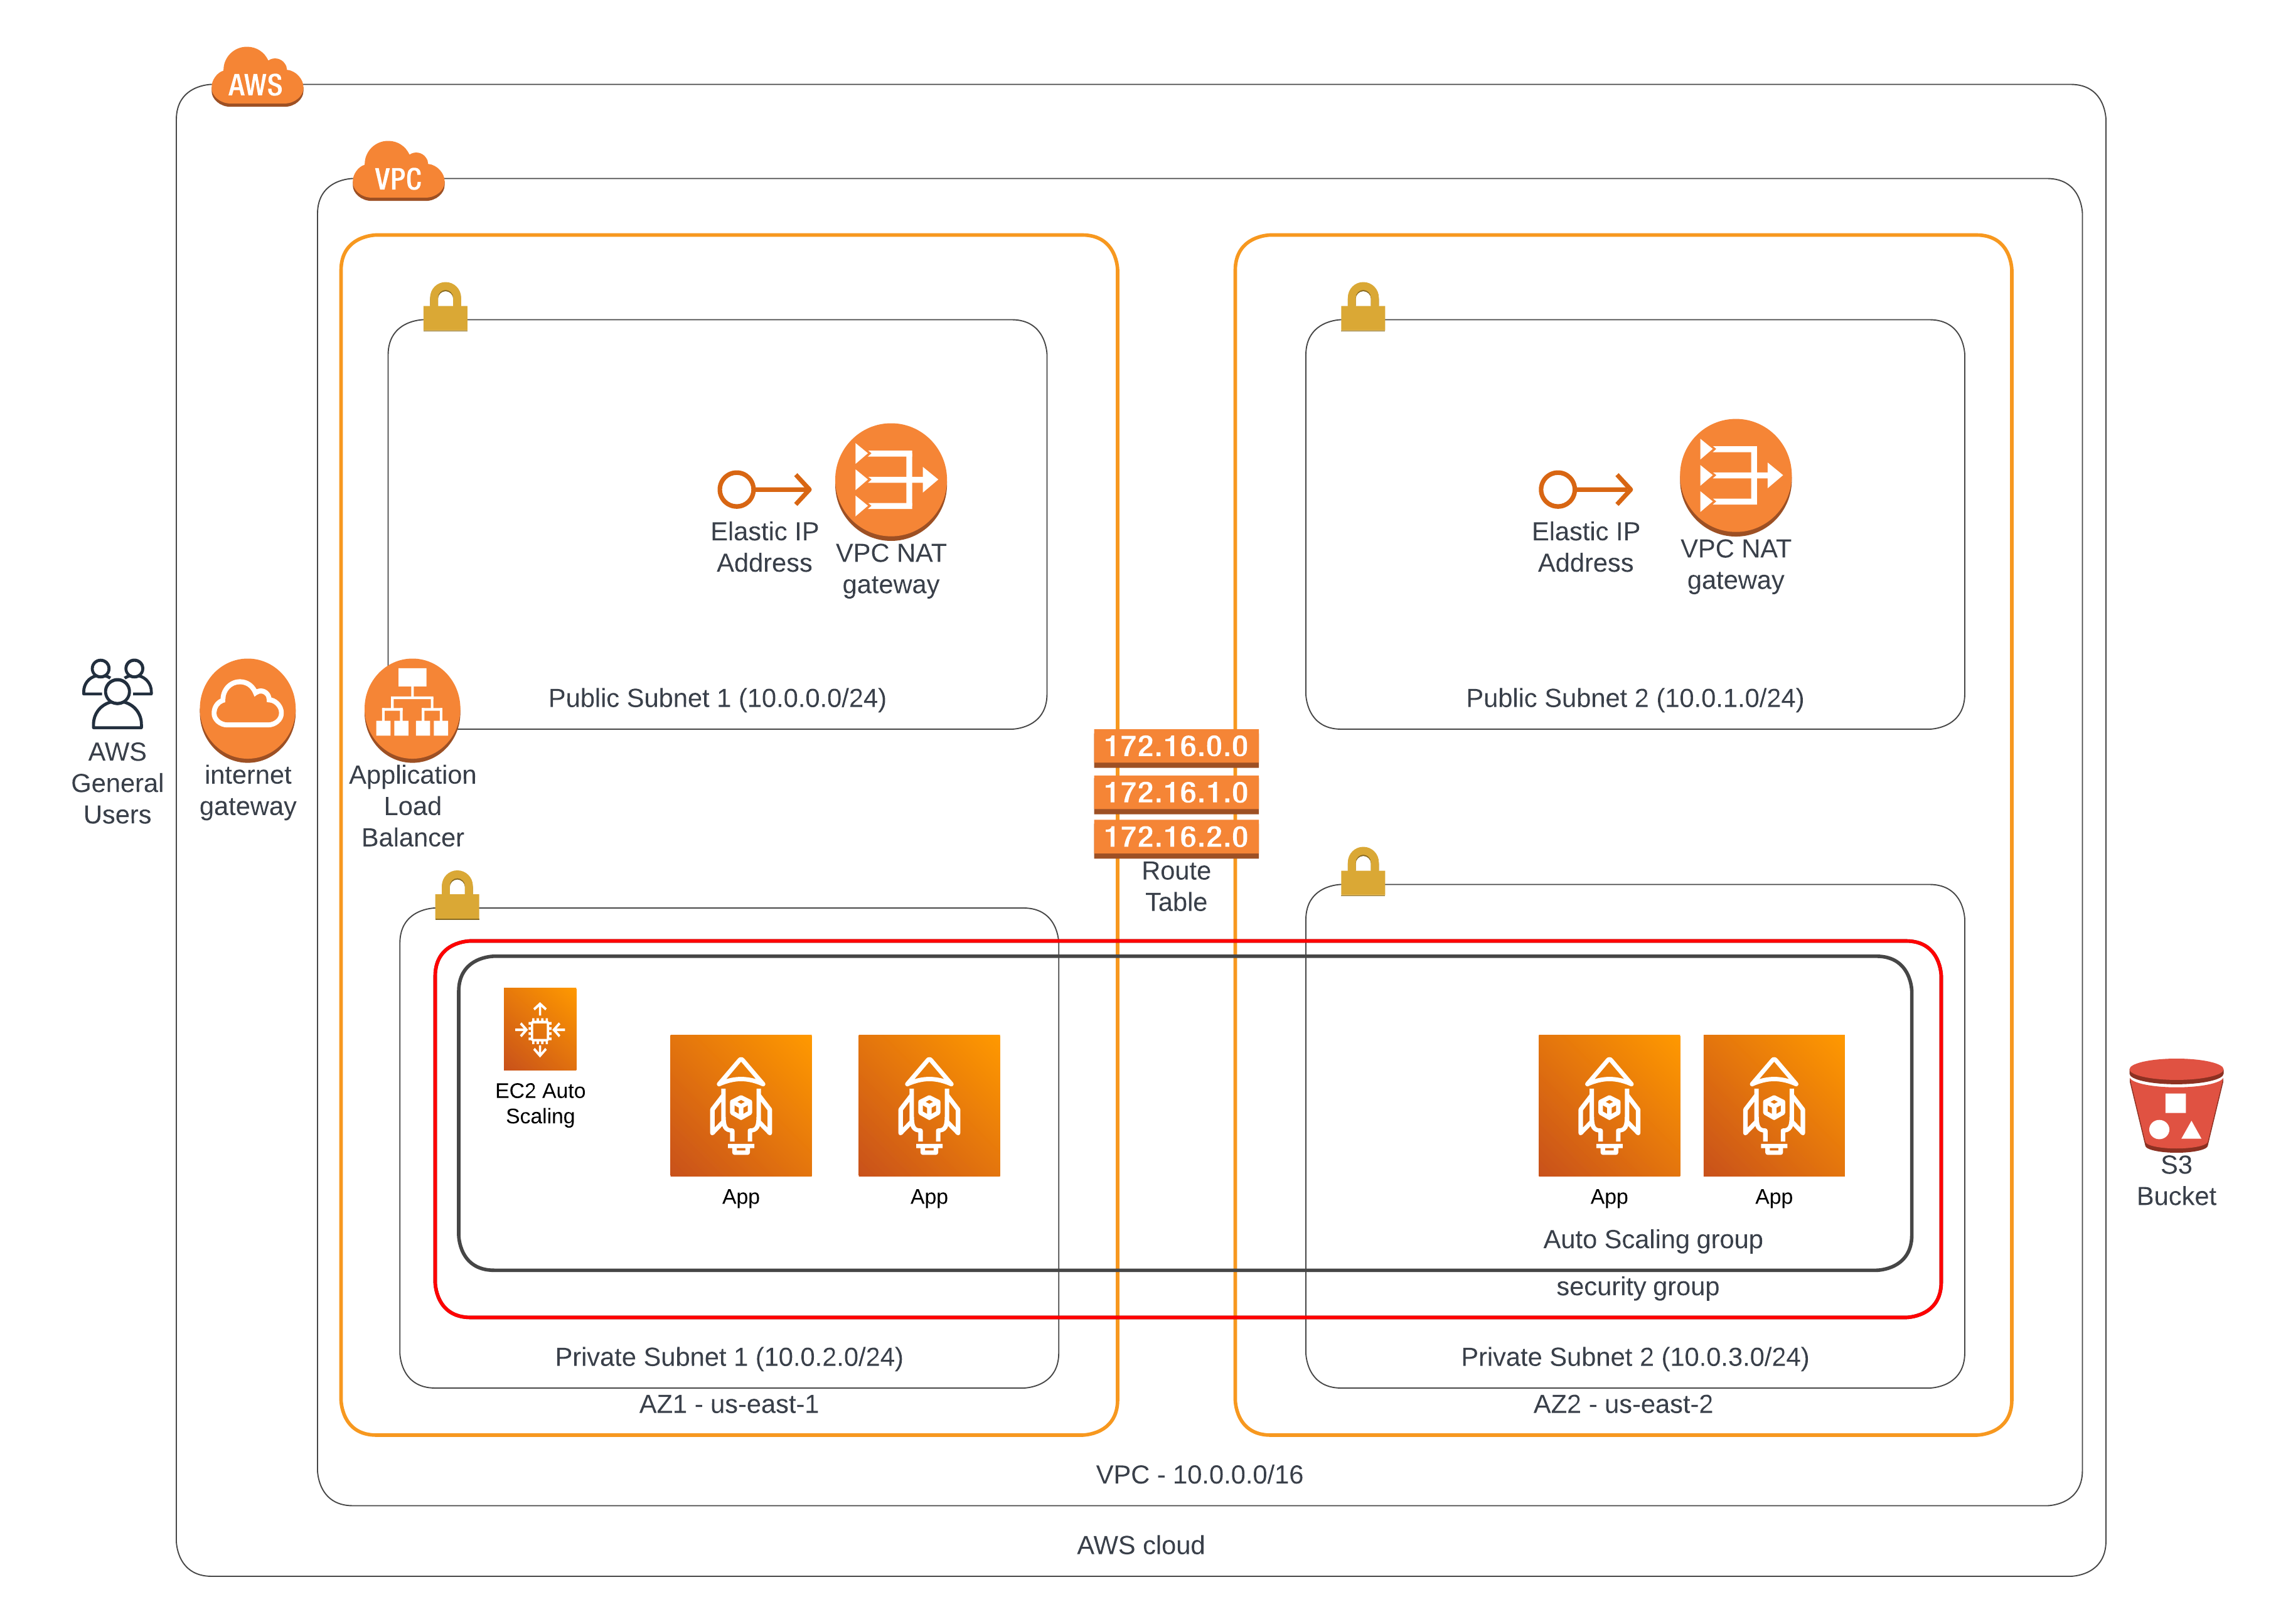 AWS
VPC
Elastic IP
Address
VPC NAT
gateway
Public Subnet 1 (10.0.0.0/24)
Elastic IP
Address
VPC NAT
gateway
Public Subnet 2 (10.0.1.0/24)
AWS
General
Users
internet
gateway
Application
Load
Balancer
172.16.0.0
172.16.1.0
172.16.2.0
Route
Table
EC2 Auto
Scaling
App
App
App
App
Auto Scaling group
security group
Private Subnet 1 (10.0.2.0/24)
Private Subnet 2 (10.0.3.0/24)
AZ1 - us-east-1
AZ2 - us-east-2
S3
Bucket
VPC - 10.0.0.0/16
AWS cloud